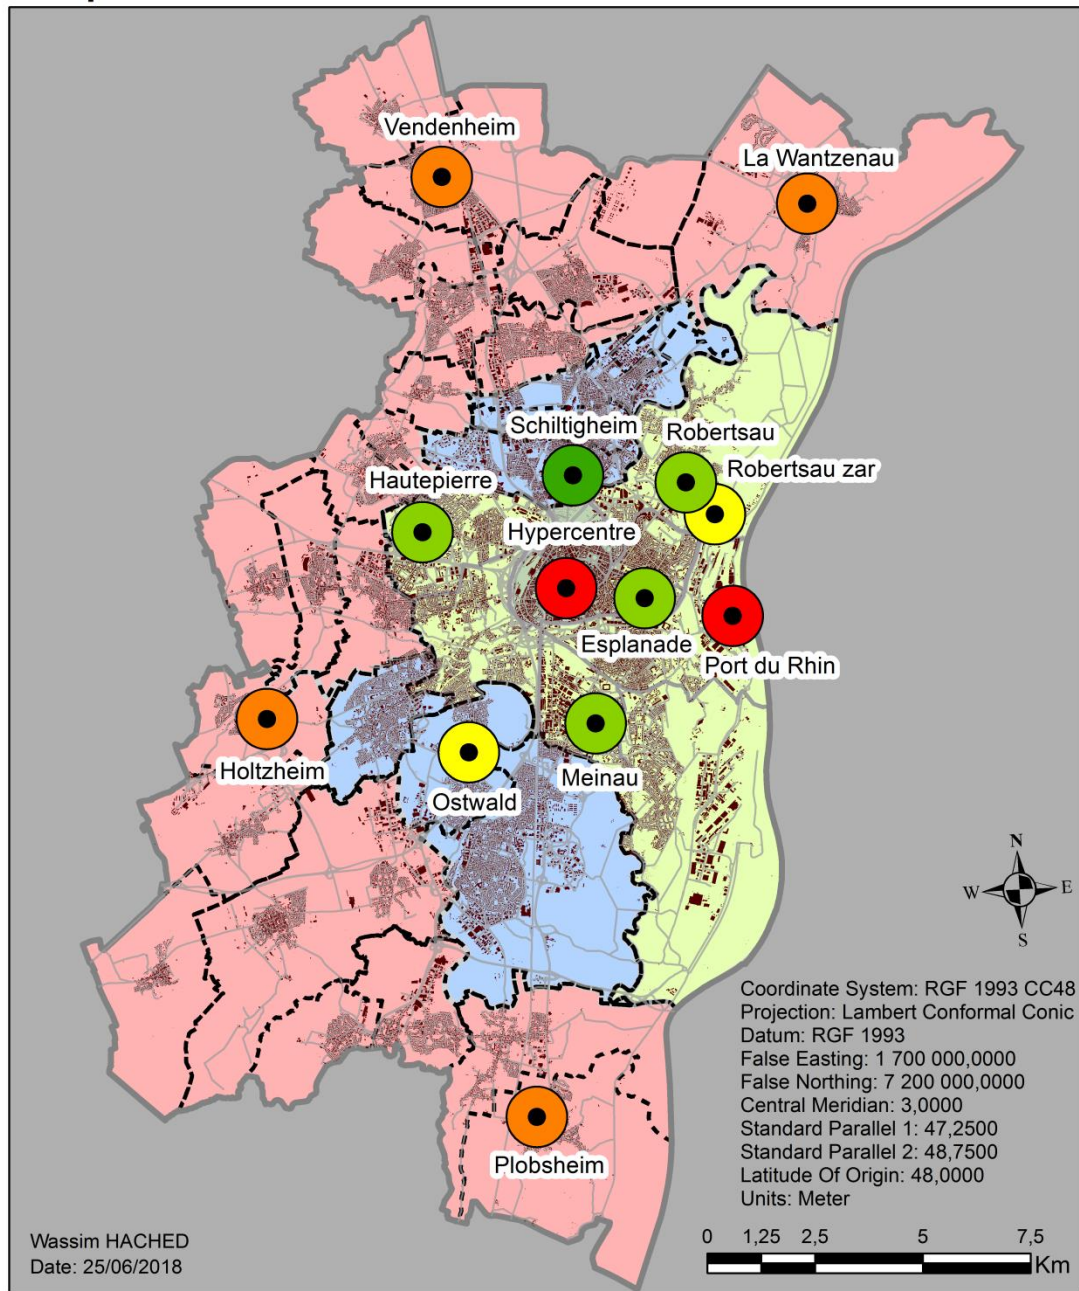 Vendenheim
La Wantzenau
Schiltigheim
Robertsau
Hautepierre
Robertsau zar
Hypercentre
Esplanade
Port du Rhin
Holtzheim
Meinau
Ostwald
N
W
E
S
Coordinate System: RGF 1993 CC48
Projection: Lambert Conformal Conic
Datum: RGF 1993
False Easting: 1 700 000,0000
False Northing: 7 200 000,0000
Central Meridian: 3,0000
Standard Parallel 1: 47,2500
Standard Parallel 2: 48,7500
Latitude Of Origin: 48,0000
Units: Meter
Plobsheim
Wassim HACHED
Date: 25/06/2018
0 1,25 2,5 5 7,5
Km